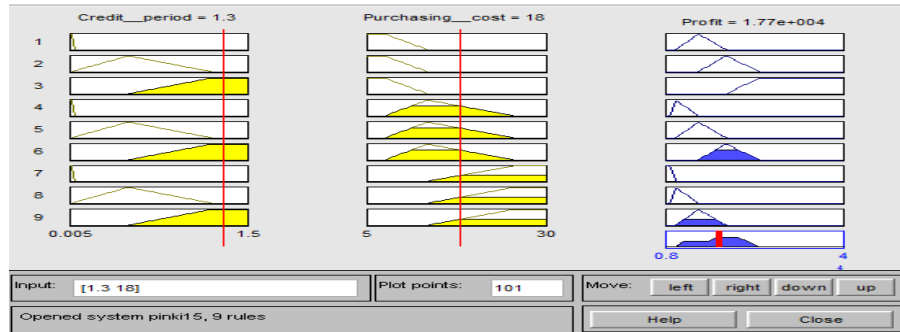 Credit__period = 1.3
Purchasing__cost = 18
Profit = 1.77e+004
1
2
3
4
5
6
7
8
9
0.005 1.5
5 30
0.8 4
4
Input: [1.3 18]
Plot points: 101
Move: left right down up
Opened system pinki15, 9 rules
Help Close